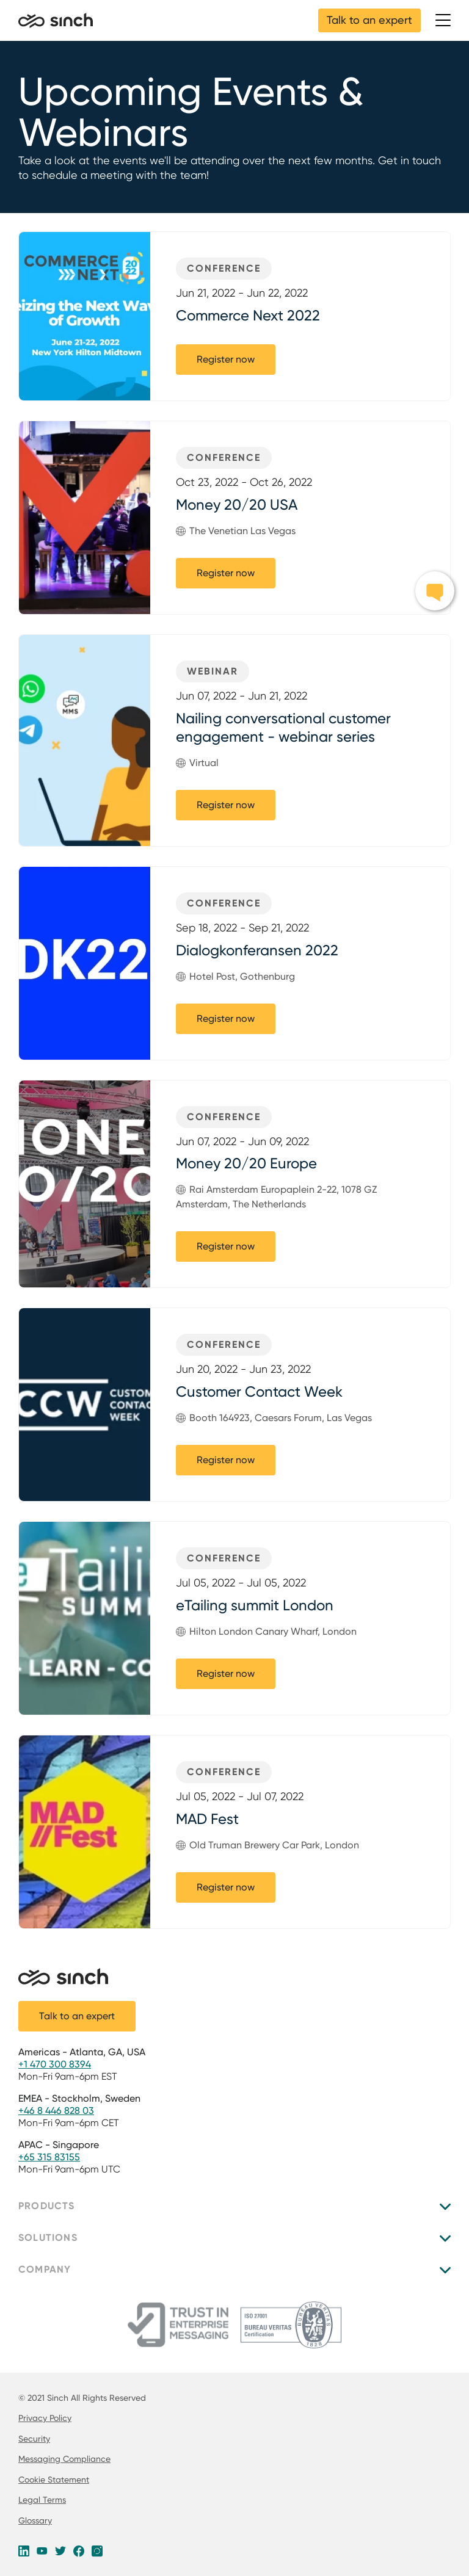 sinch
Talk to an expert
Upcoming Events &
Webinars
Take a look at the events we'll be attending over the next few months. Get in touch
to schedule a meeting with the team!
COMMERCE
NEXT 2022
eizing the Next Wav
of Growth
June 21-22, 2022
New York Hilton Midtown
CONFERENCE
Jun 21, 2022 - Jun 22, 2022
Commerce Next 2022
Register now
CONFERENCE
Oct 23, 2022 - Oct 26, 2022
Money 20/20 USA
The Venetian Las Vegas
Register now
MMS
WEBINAR
Jun 07, 2022 - Jun 21, 2022
Nailing conversational customer
engagement - webinar series
Virtual
Register now
DK22
CONFERENCE
Sep 18, 2022 - Sep 21, 2022
Dialogkonferansen 2022
Hotel Post, Gothenburg
Register now
ONE
0/20
CONFERENCE
Jun 07, 2022 - Jun 09, 2022
Money 20/20 Europe
Rai Amsterdam Europaplein 2-22, 1078 GZ
Amsterdam, The Netherlands
Register now
CCW
CUSTOM
CONTAC
WEEK
CONFERENCE
Jun 20, 2022 - Jun 23, 2022
Customer Contact Week
Booth 164923, Caesars Forum, Las Vegas
Register now
eTailin
SUMM
- LEARN - CO
CONFERENCE
Jul 05, 2022 - Jul 05, 2022
eTailing summit London
Hilton London Canary Wharf, London
Register now
MAD
//Fest
CONFERENCE
Jul 05, 2022 - Jul 07, 2022
MAD Fest
Old Truman Brewery Car Park, London
Register now
sinch
Talk to an expert
Americas - Atlanta, GA, USA
+1 470 300 8394
Mon-Fri 9am-6pm EST
EMEA - Stockholm, Sweden
+46 8 446 828 03
Mon-Fri 9am-6pm CET
APAC - Singapore
+65 315 83155
Mon-Fri 9am-6pm UTC
PRODUCTS
SOLUTIONS
COMPANY
TRUST IN
ENTERPRISE
MESSAGING
ISO 27001
BUREAU VERITAS
Certification
BUREAU VERITAS
1828
© 2021 Sinch All Rights Reserved
Privacy Policy
Security
Messaging Compliance
Cookie Statement
Legal Terms
Glossary